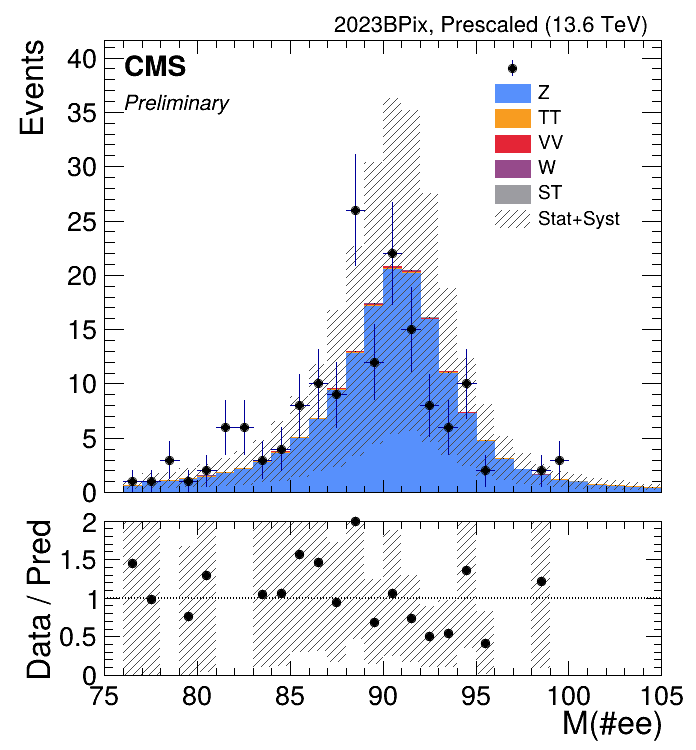 2023BPix, Prescaled (13.6 TeV)
CMS
Preliminary
Events
40
35
30
25
20
15
10
5
0
Z
TT
VV
W
ST
Stat+Syst
Data / Pred
2
1.5
1
0.5
0
75 80 85 90 95 100 105
M(#ee)